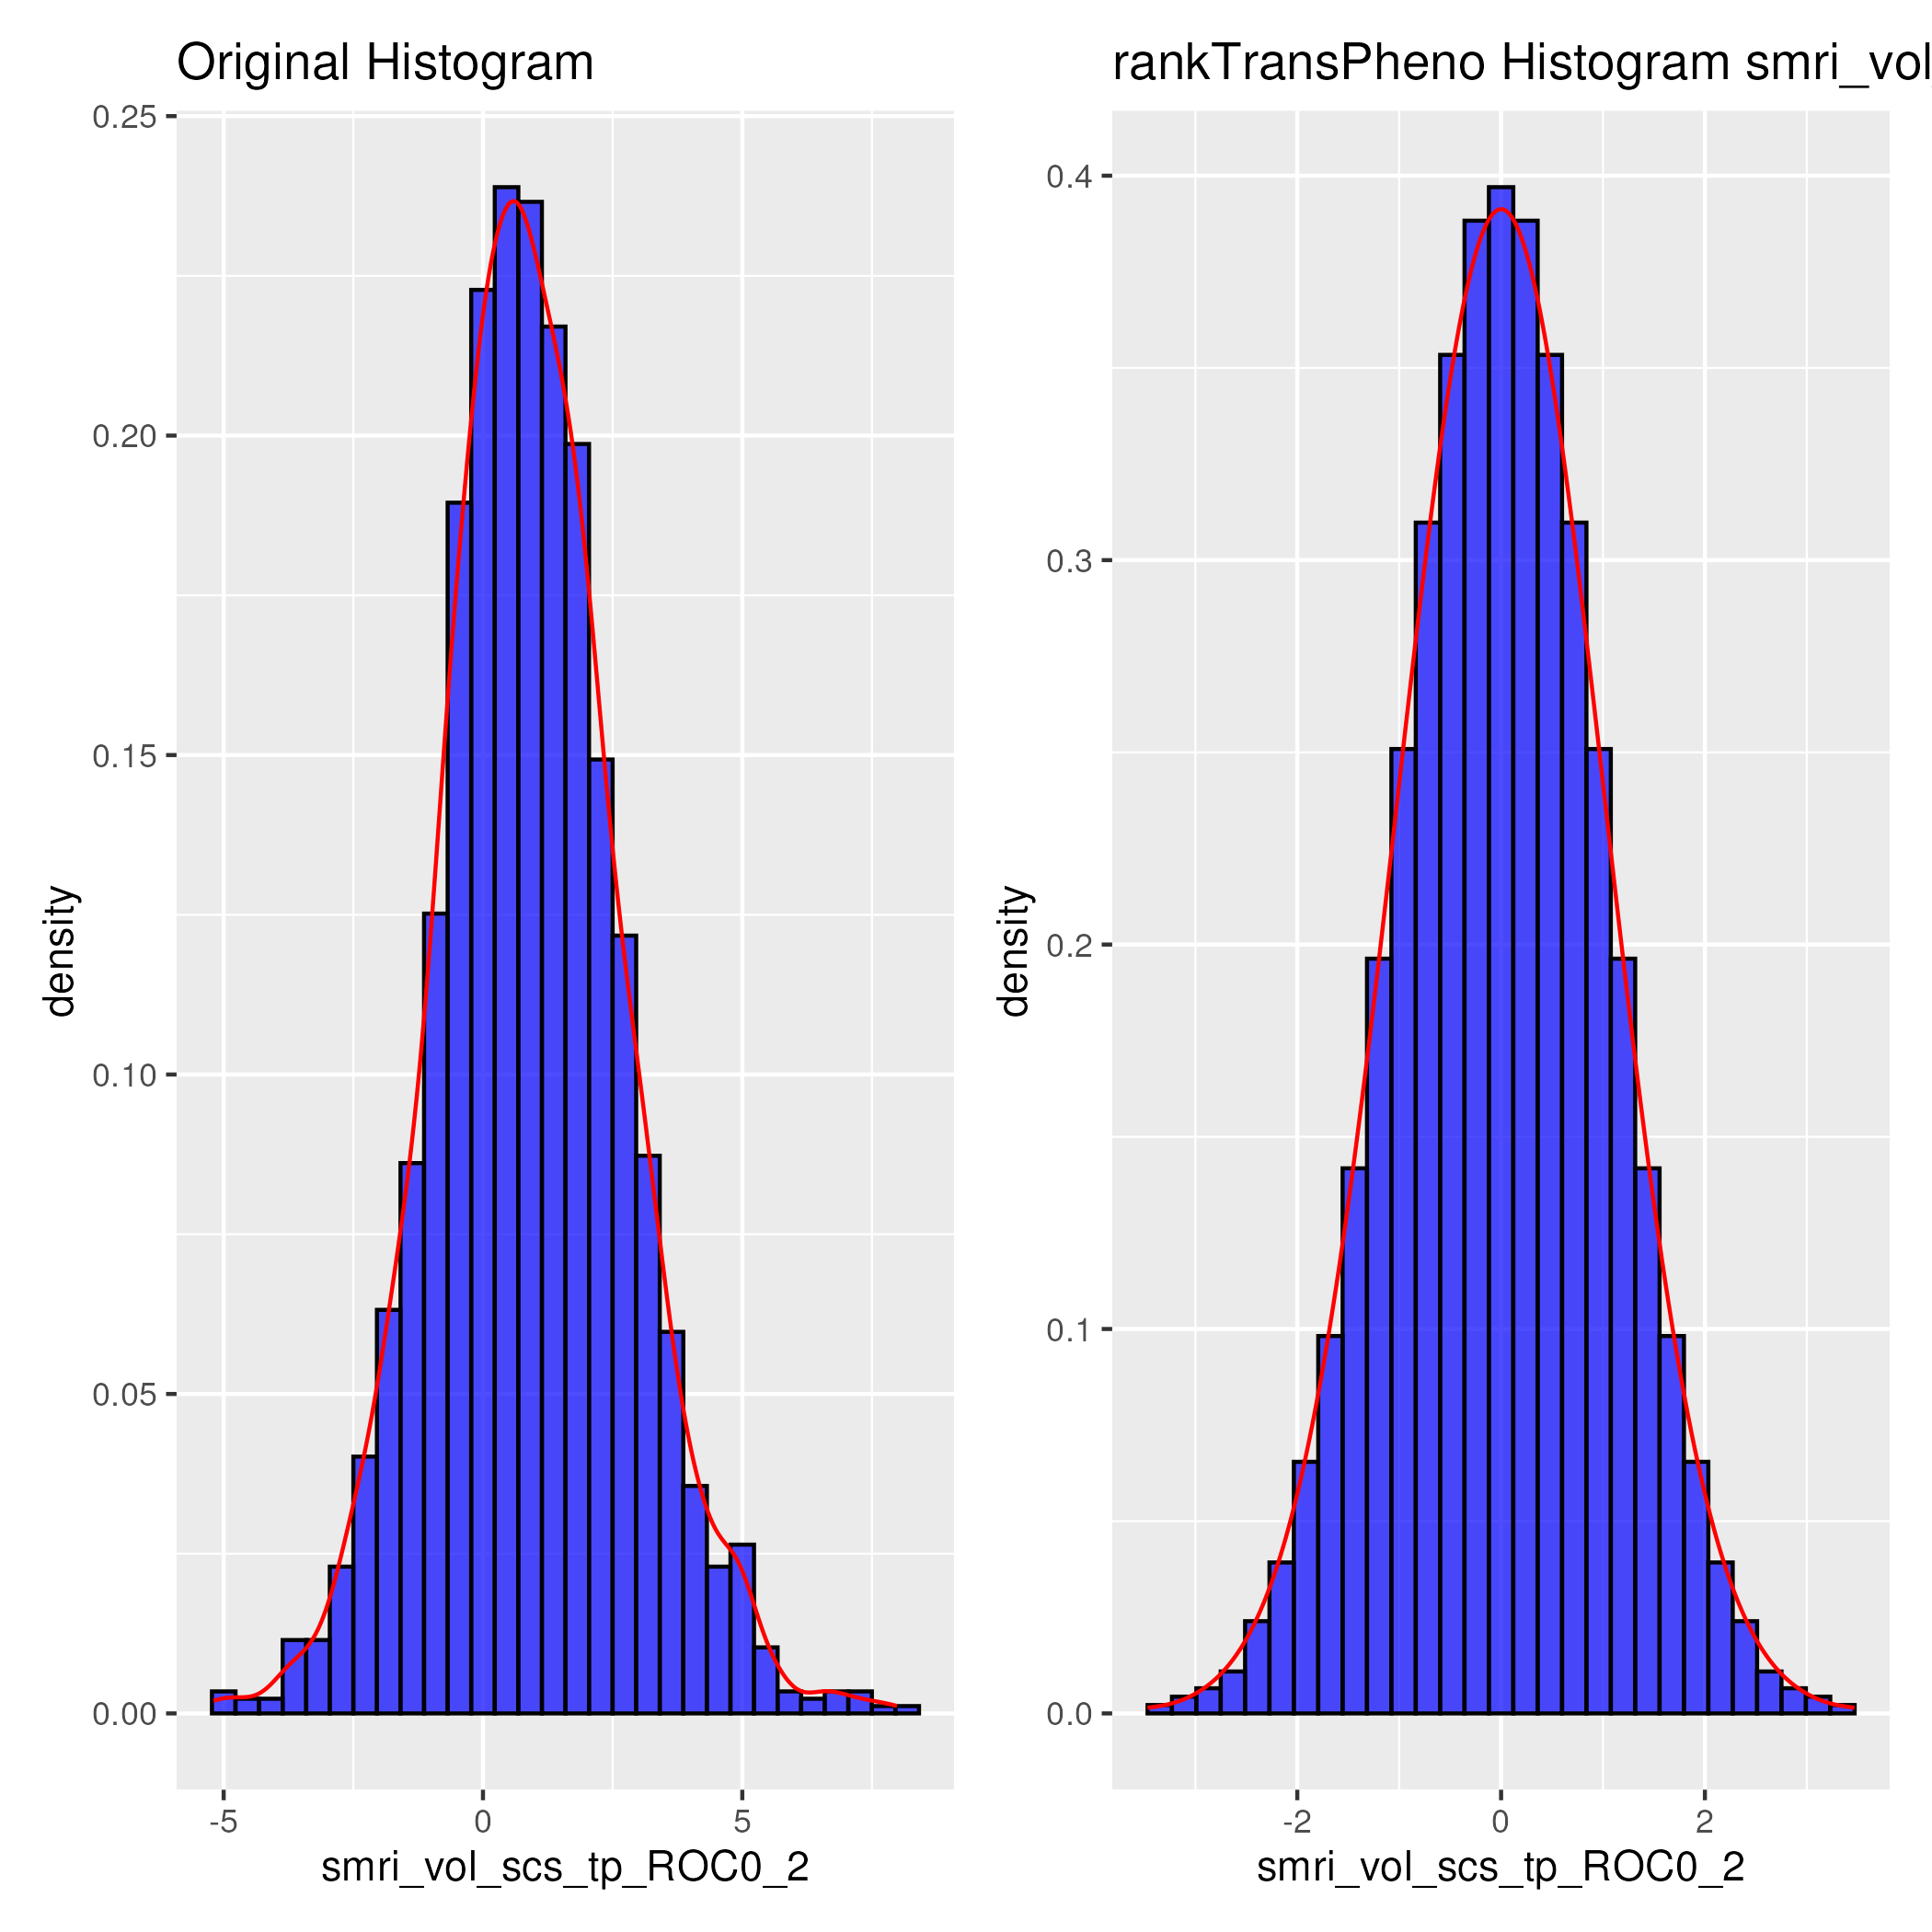 Original Histogram
0.25
0.20
0.15
0.10
0.05
0.00
density
-5 0 5
smri_vol_scs_tp_ROC0_2
rankTransPheno Histogram smri_vol_
0.4
0.3
0.2
0.1
0.0
density
-2 0 2
smri_vol_scs_tp_ROC0_2